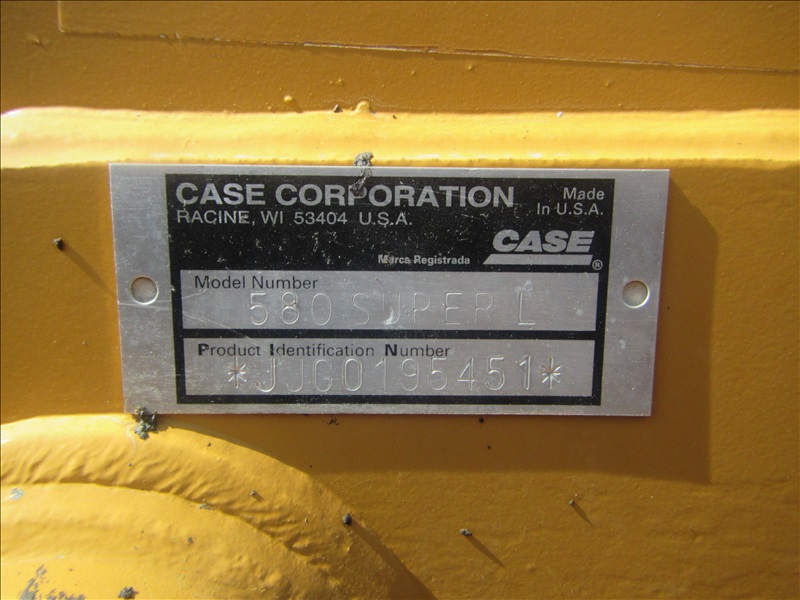 CASE CORPORATION
RACINE, WI 53404 U.S.A.
Made
In U.S.A.
CASE ®
Marca Registrada
Model Number
580 SUPER L
Product Identification Number
*JJG0195451*